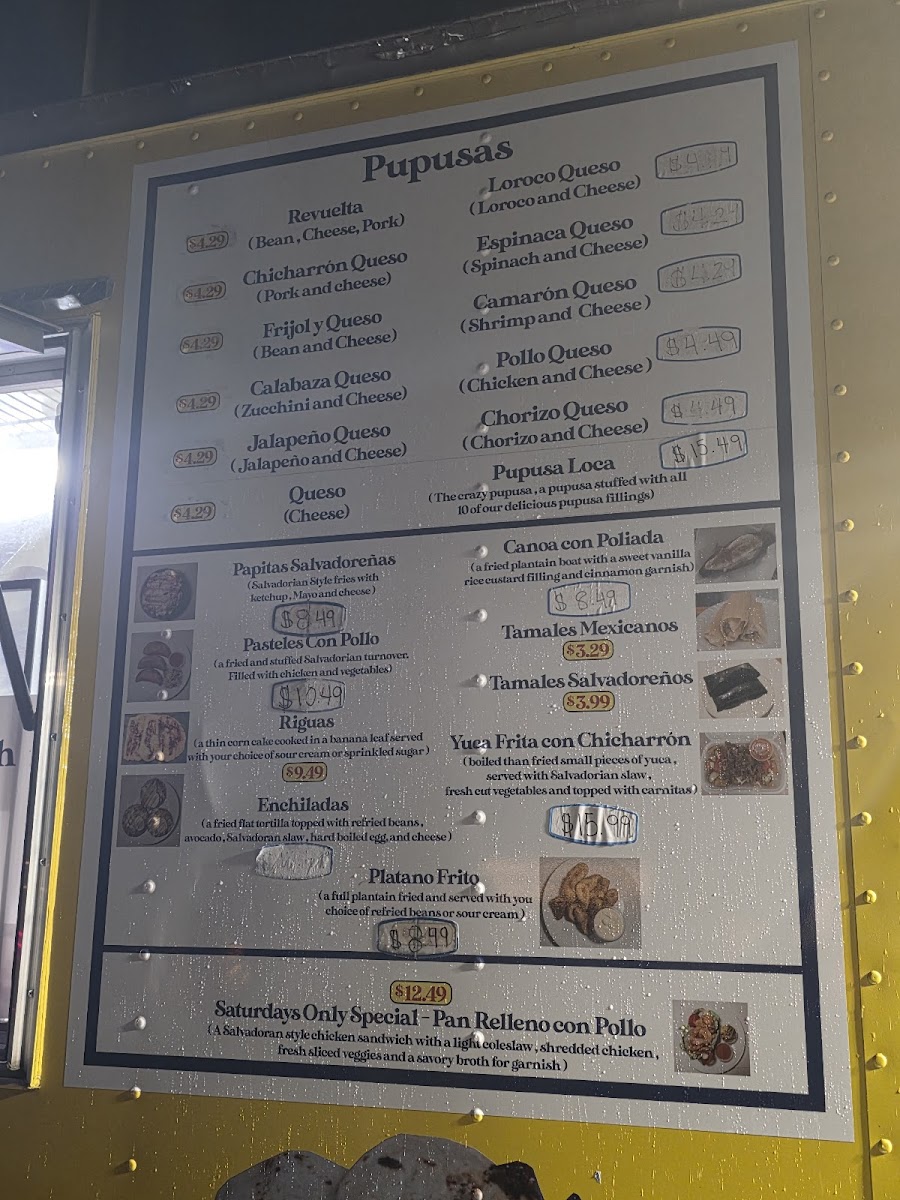 Pupusas
$4.29
Revuelta
(Bean, Cheese, Pork)
$4.29
Chicharrón Queso
(Pork and cheese)
$4.29
Frijol y Queso
(Bean and Cheese)
$4.29
Calabaza Queso
(Zucchini and Cheese)
$4.29
Jalapeño Queso
(Jalapeño and Cheese)
$4.29
Queso
(Cheese)
Loroco Queso
(Loroco and Cheese)
Espinaca Queso
(Spinach and Cheese)
Camarón Queso
(Shrimp and Cheese)
$4.29
Pollo Queso
(Chicken and Cheese)
$4.49
Chorizo Queso
(Chorizo and Cheese)
$4.49
Pupusa Loca
$15.49
(The crazy pupusa, a pupusa stuffed with all
10 of our delicious pupusa fillings)
Papitas Salvadoreñas
(Salvadorian Style fries with
ketchup, Mayo and cheese)
$8.49
Pasteles Con Pollo
(a fried and stuffed Salvadorian turnover.
Filled with chicken and vegetables)
$10.49
Riguas
(a thin corn cake cooked in a banana leaf served
with your choice of sour cream or sprinkled sugar)
$9.49
Enchiladas
(a fried flat tortilla topped with refried beans,
avocado, Salvadoran slaw, hard boiled egg, and cheese)
Canoa con Poliada
(a fried plantain boat with a sweet vanilla
rice custard filling and cinnamon garnish)
$8.49
Tamales Mexicanos
$3.29
Tamales Salvadoreños
$3.99
Yuca Frita con Chicharrón
(boiled than fried small pieces of yuca,
served with Salvadorian slaw,
fresh cut vegetables and topped with carnitas)
$15.99
Platano Frito
(a full plantain fried and served with you
choice of refried beans or sour cream)
$8.99
$12.49
Saturdays Only Special - Pan Relleno con Pollo
(A Salvadoran style chicken sandwich with a light coleslaw, shredded chicken,
fresh sliced veggies and a savory broth for garnish)
h